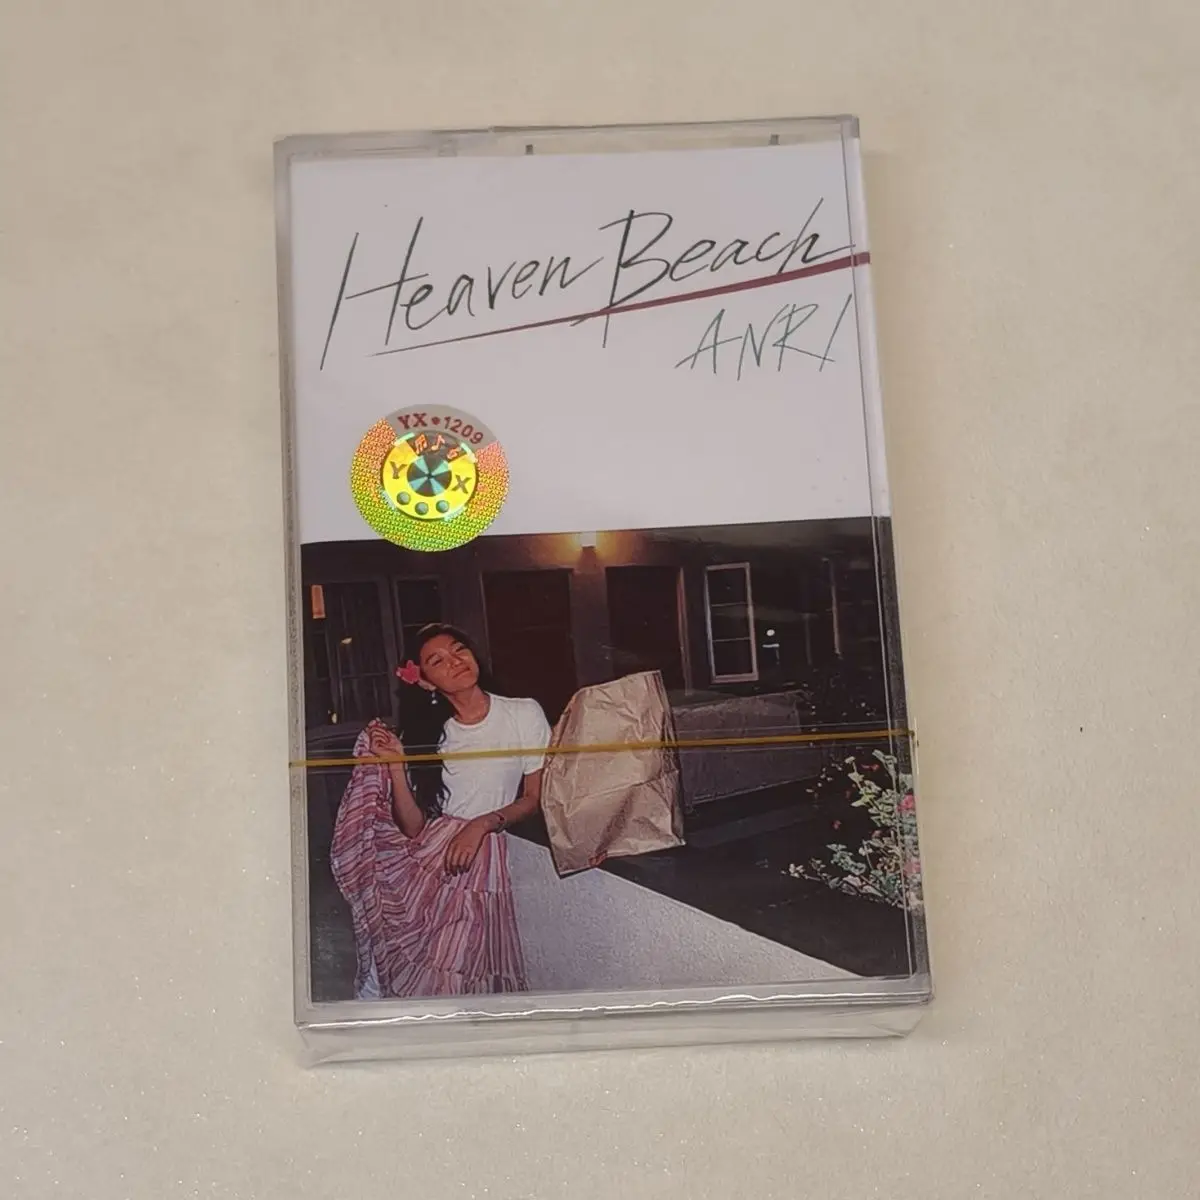 Heaven Beach
ANRI
YX•1209
Y X